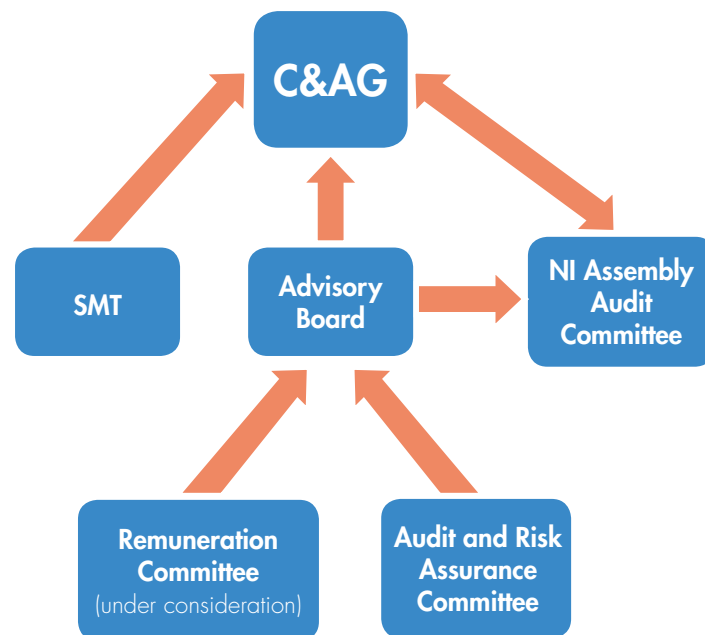 C&AG
SMT
Advisory
Board
NI Assembly
Audit
Committee
Remuneration
Committee
(under consideration)
Audit and Risk
Assurance
Committee